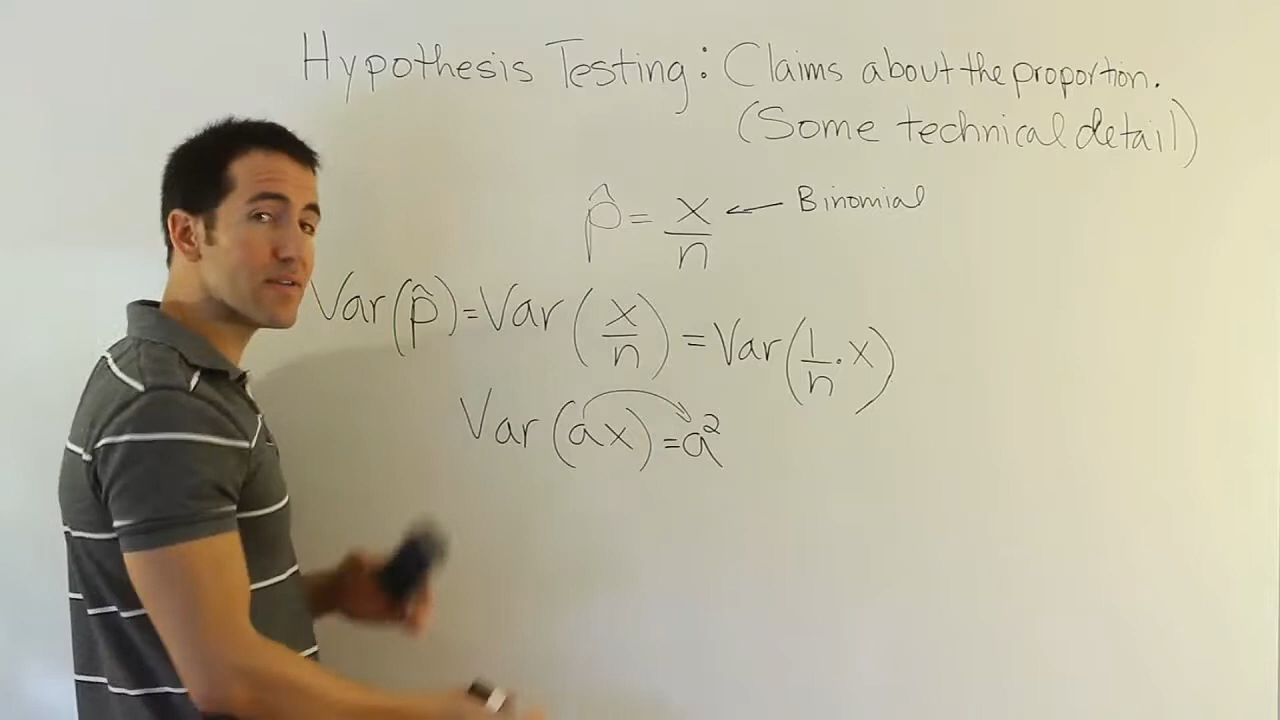 Hypothesis Testing: Claims about the proportion.
(Some technical detail)
p̂ = x/n ← Binomial
Var(p̂) = Var(x/n) = Var(1/n · x)
Var(ax) = a²